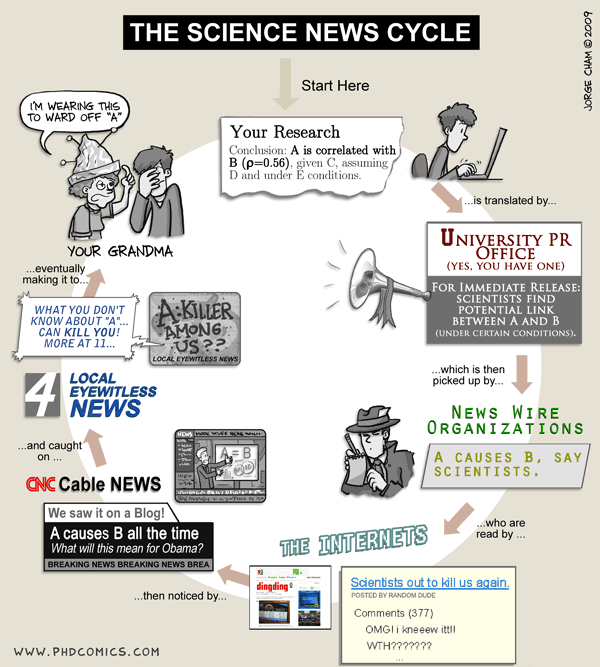 THE SCIENCE NEWS CYCLE
JORGE CHAM © 2009
Start Here
Your Research
Conclusion: A is correlated with
B (ρ=0.56), given C, assuming
D and under E conditions.
...is translated by...
UNIVERSITY PR
OFFICE
(YES, YOU HAVE ONE)
FOR IMMEDIATE RELEASE:
SCIENTISTS FIND
POTENTIAL LINK
BETWEEN A AND B
(UNDER CERTAIN CONDITIONS).
...which is then
picked up by...
NEWS WIRE
ORGANIZATIONS
A CAUSES B, SAY
SCIENTISTS.
...who are
read by ...
THE INTERNETS
Scientists out to kill us again.
POSTED BY RANDOM DUDE
Comments (377)
OMG! i kneeew itt!!
WTH???????
...
dingding
...then noticed by...
CNC Cable NEWS
We saw it on a Blog!
A causes B all the time
What will this mean for Obama?
BREAKING NEWS BREAKING NEWS BREA
NEWS
A = B
...and caught
on ...
4 LOCAL
EYEWITLESS
NEWS
WHAT YOU DON'T
KNOW ABOUT "A"...
CAN KILL YOU!
MORE AT 11...
A: KILLER
AMONG
US??
LOCAL EYEWITLESS NEWS
...eventually
making it to...
YOUR GRANDMA
I'M WEARING THIS
TO WARD OFF "A"
WWW.PHDCOMICS.COM